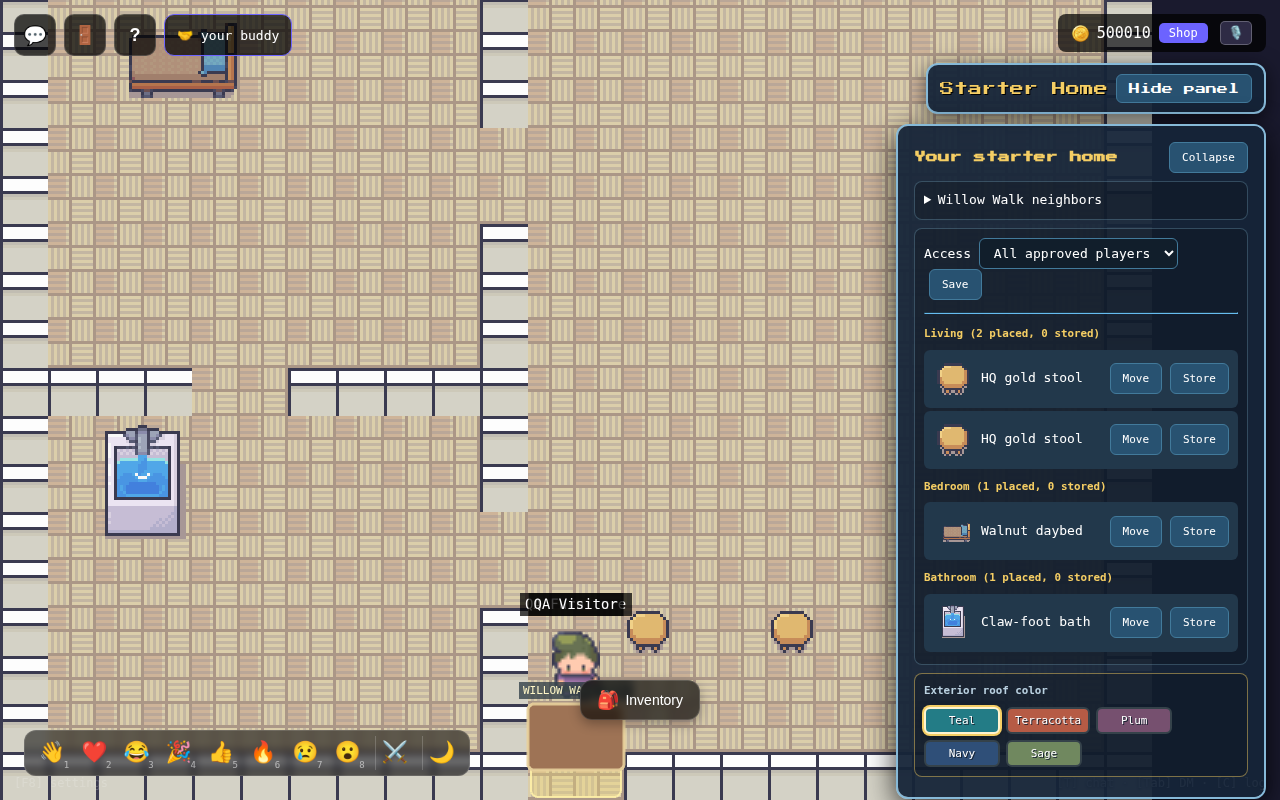 your buddy
?
500010
Shop
Starter Home
Hide panel
Your starter home
Collapse
Willow Walk neighbors
Access
All approved players
Save
Living (2 placed, 0 stored)
HQ gold stool
Move
Store
HQ gold stool
Move
Store
Bedroom (1 placed, 0 stored)
Walnut daybed
Move
Store
Bathroom (1 placed, 0 stored)
Claw-foot bath
Move
Store
Exterior roof color
Teal
Terracotta
Plum
Navy
Sage
QA Visitor
WILLOW WA
Inventory
1
2
3
4
5
6
7
8